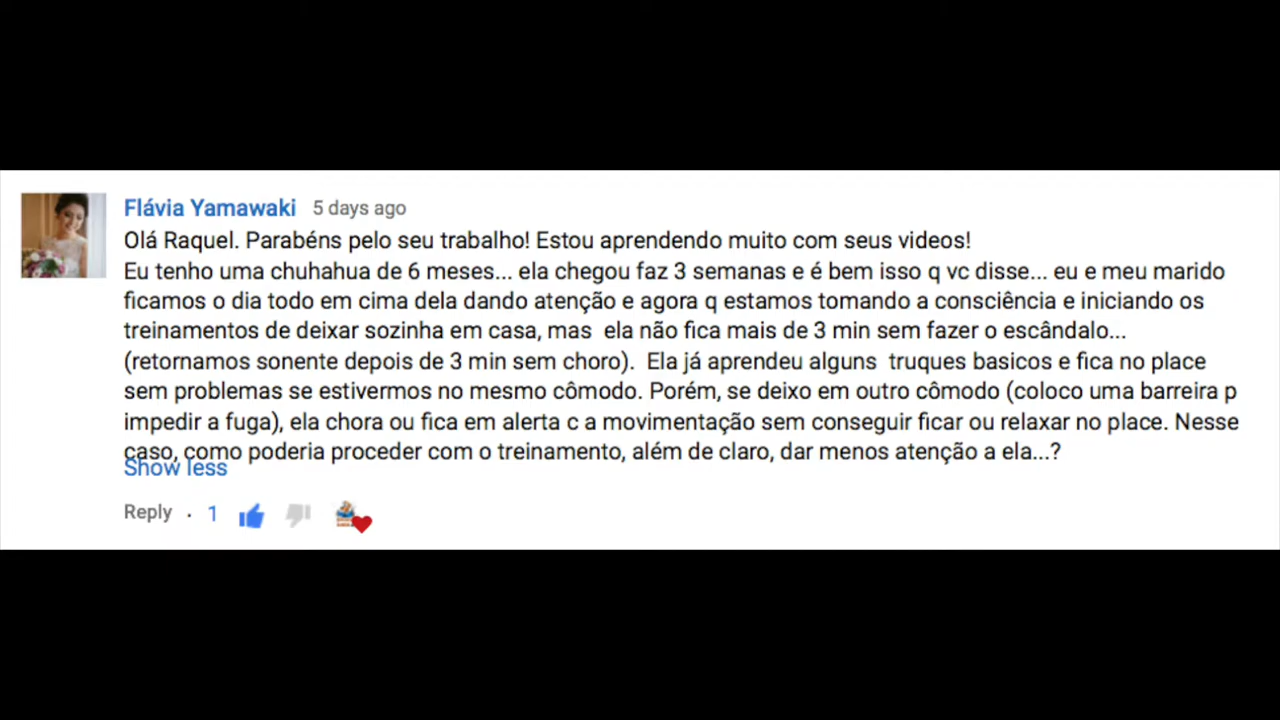 Flávia Yamawaki 5 days ago
Olá Raquel. Parabéns pelo seu trabalho! Estou aprendendo muito com seus videos!
Eu tenho uma chuhahua de 6 meses... ela chegou faz 3 semanas e é bem isso q vc disse... eu e meu marido
ficamos o dia todo em cima dela dando atenção e agora q estamos tomando a consciência e iniciando os
treinamentos de deixar sozinha em casa, mas ela não fica mais de 3 min sem fazer o escândalo...
(retornamos sonente depois de 3 min sem choro). Ela já aprendeu alguns truques basicos e fica no place
sem problemas se estivermos no mesmo cômodo. Porém, se deixo em outro cômodo (coloco uma barreira p
impedir a fuga), ela chora ou fica em alerta c a movimentação sem conseguir ficar ou relaxar no place. Nesse
caso, como poderia proceder com o treinamento, além de claro, dar menos atenção a ela...?
Show less
Reply · 1